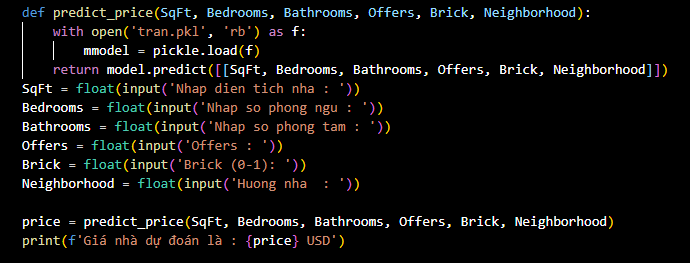 def predict_price(SqFt, Bedrooms, Bathrooms, Offers, Brick, Neighborhood):
    with open('tran.pkl', 'rb') as f:
        mmodel = pickle.load(f)
    return model.predict([[SqFt, Bedrooms, Bathrooms, Offers, Brick, Neighborhood]])
SqFt = float(input('Nhap dien tich nha : '))
Bedrooms = float(input('Nhap so phong ngu : '))
Bathrooms = float(input('Nhap so phong tam : '))
Offers = float(input('Offers : '))
Brick = float(input('Brick (0-1): '))
Neighborhood = float(input('Huong nha  : '))
price = predict_price(SqFt, Bedrooms, Bathrooms, Offers, Brick, Neighborhood)
print(f'Giá nhà dự đoán là : {price} USD')